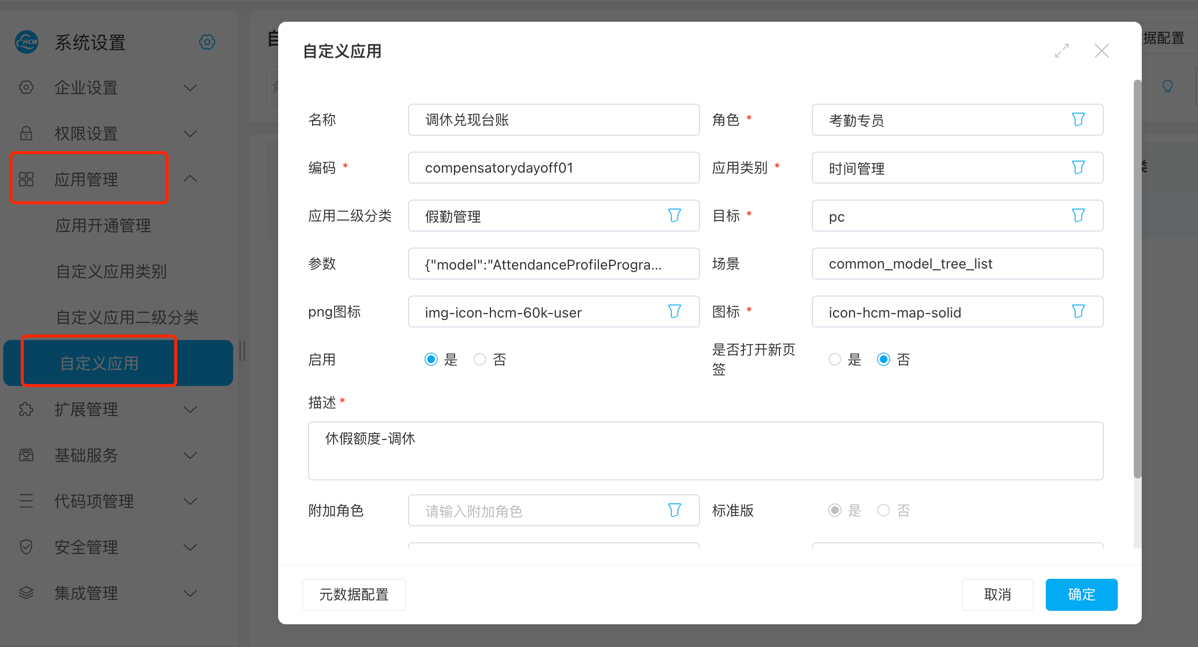 HCM
系统设置
企业设置
权限设置
应用管理
应用开通管理
自定义应用类别
自定义应用二级分类
自定义应用
扩展管理
基础服务
代码项管理
安全管理
集成管理
据配置
自定义应用
名称 调休兑现台账 角色 * 考勤专员
编码 * compensatorydayoff01 应用类别 * 时间管理
应用二级分类 假勤管理 目标 * pc
参数 {"model":"AttendanceProfileProgra... 场景 common_model_tree_list
png图标 img-icon-hcm-60k-user 图标 * icon-hcm-map-solid
启用 是 否 是否打开新页
签 是 否
描述 *
休假额度-调休
附加角色 请输入附加角色 标准版 是 否
元数据配置 取消 确定